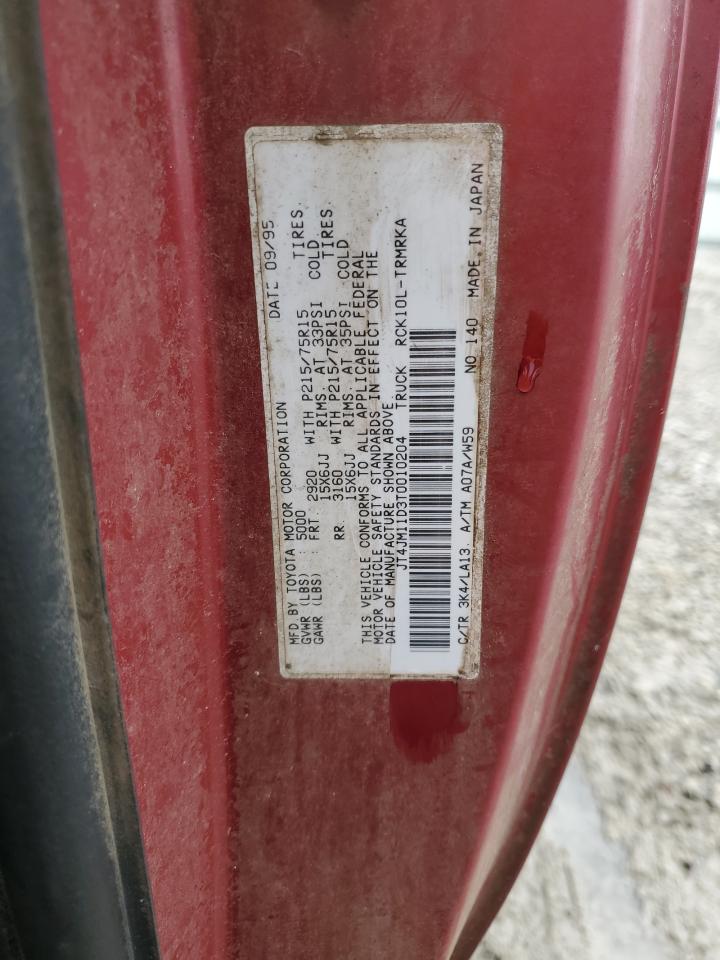 MFD BY TOYOTA MOTOR CORPORATION DATE 09/95
GVWR (LBS) : 5000
GAWR (LBS) : FRT. 2920 WITH P215/75R15 TIRES,
15X6JJ RIMS, AT 33PSI COLD
RR. 3160 WITH P215/75R15 TIRES
15X6JJ RIMS, AT 35PSI COLD
THIS VEHICLE CONFORMS TO ALL APPLICABLE FEDERAL
MOTOR VEHICLE SAFETY STANDARDS IN EFFECT ON THE
DATE OF MANUFACTURE SHOWN ABOVE
JT4JM11D3T0010204 TRUCK RCK10L-TRMRKA
C/TR 3K4/LA13 A/TM A07A/W59 NO 140 MADE IN JAPAN